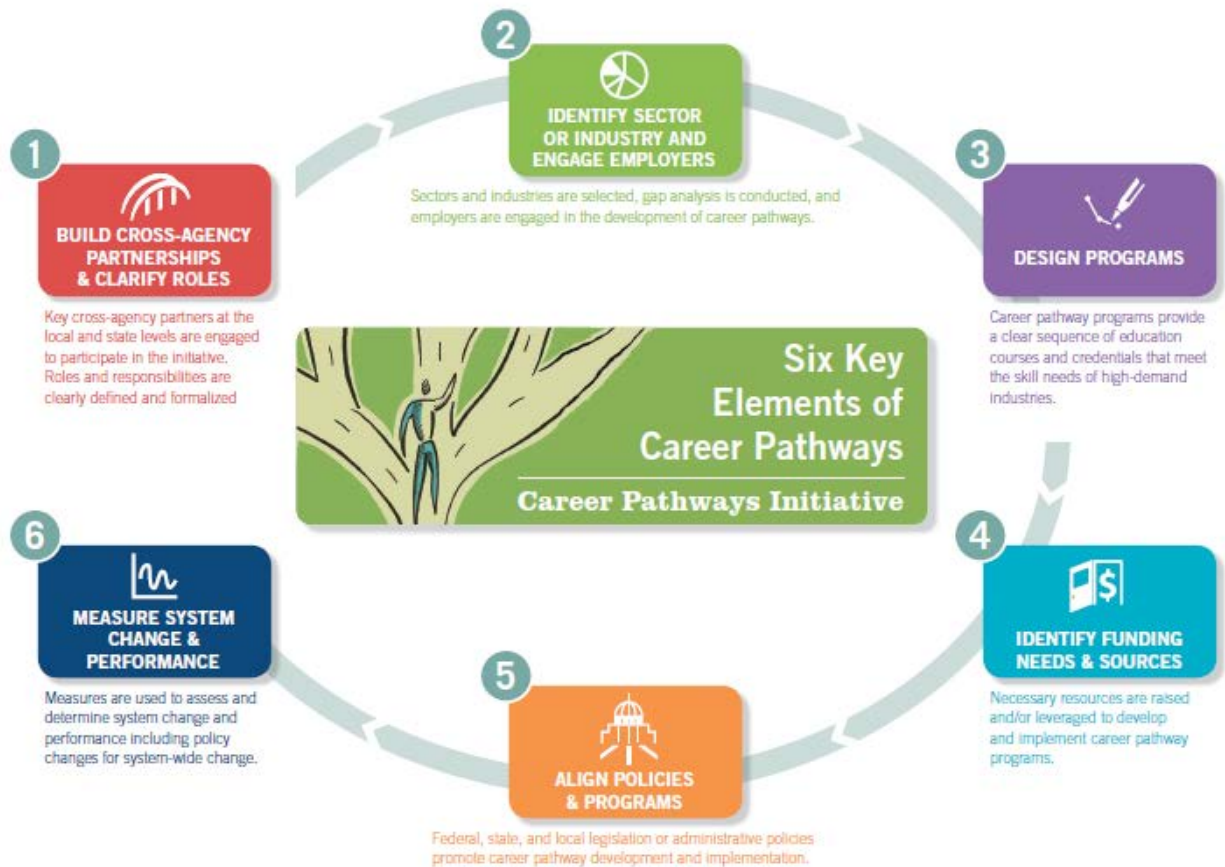 1
BUILD CROSS-AGENCY
PARTNERSHIPS
& CLARIFY ROLES
Key cross-agency partners at the
local and state levels are engaged
to participate in the initiative.
Roles and responsibilities are
clearly defined and formalized
2
IDENTIFY SECTOR
OR INDUSTRY AND
ENGAGE EMPLOYERS
Sectors and industries are selected, gap analysis is conducted, and
employers are engaged in the development of career pathways.
3
DESIGN PROGRAMS
Career pathway programs provide
a clear sequence of education
courses and credentials that meet
the skill needs of high-demand
industries.
Six Key
Elements of
Career Pathways
Career Pathways Initiative
4
$
IDENTIFY FUNDING
NEEDS & SOURCES
Necessary resources are raised
and/or leveraged to develop
and implement career pathway
programs.
5
ALIGN POLICIES
& PROGRAMS
Federal, state, and local legislation or administrative policies
promote career pathway development and implementation.
6
MEASURE SYSTEM
CHANGE &
PERFORMANCE
Measures are used to assess and
determine system change and
performance including policy
changes for system-wide change.